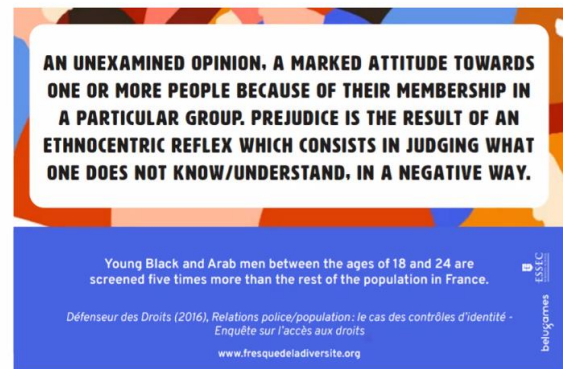 AN UNEXAMINED OPINION, A MARKED ATTITUDE TOWARDS
ONE OR MORE PEOPLE BECAUSE OF THEIR MEMBERSHIP IN
A PARTICULAR GROUP. PREJUDICE IS THE RESULT OF AN
ETHNOCENTRIC REFLEX WHICH CONSISTS IN JUDGING WHAT
ONE DOES NOT KNOW/UNDERSTAND, IN A NEGATIVE WAY.
Young Black and Arab men between the ages of 18 and 24 are
screened five times more than the rest of the population in France.
Défenseur des Droits (2016), Relations police/population : le cas des contrôles d'identité -
Enquête sur l'accès aux droits
www.fresquedeladiversite.org
ESSEC
belugames